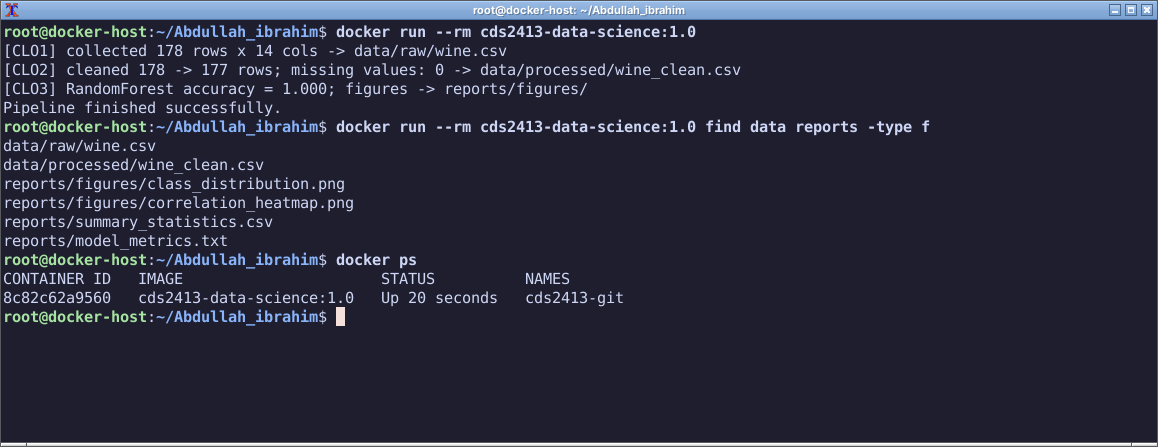 root@docker-host: ~/Abdullah_ibrahim
root@docker-host:~/Abdullah_ibrahim$ docker run --rm cds2413-data-science:1.0
[CLO1] collected 178 rows x 14 cols -> data/raw/wine.csv
[CLO2] cleaned 178 -> 177 rows; missing values: 0 -> data/processed/wine_clean.csv
[CLO3] RandomForest accuracy = 1.000; figures -> reports/figures/
Pipeline finished successfully.
root@docker-host:~/Abdullah_ibrahim$ docker run --rm cds2413-data-science:1.0 find data reports -type f
data/raw/wine.csv
data/processed/wine_clean.csv
reports/figures/class_distribution.png
reports/figures/correlation_heatmap.png
reports/summary_statistics.csv
reports/model_metrics.txt
root@docker-host:~/Abdullah_ibrahim$ docker ps
CONTAINER ID   IMAGE                      STATUS          NAMES
8c82c62a9560   cds2413-data-science:1.0   Up 20 seconds   cds2413-git
root@docker-host:~/Abdullah_ibrahim$